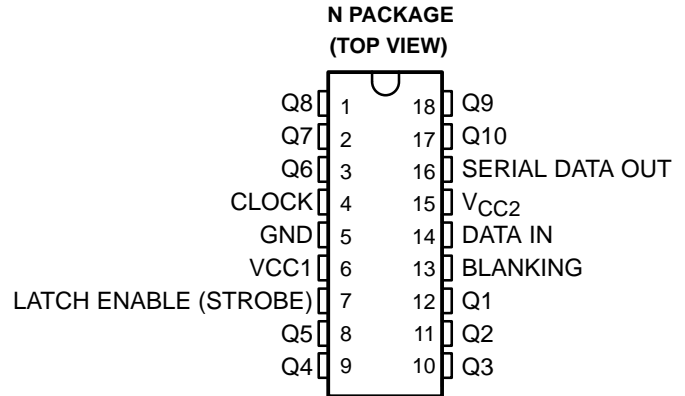 N PACKAGE
(TOP VIEW)
Q8 1 18 Q9
Q7 2 17 Q10
Q6 3 16 SERIAL DATA OUT
CLOCK 4 15 VCC2
GND 5 14 DATA IN
VCC1 6 13 BLANKING
LATCH ENABLE (STROBE) 7 12 Q1
Q5 8 11 Q2
Q4 9 10 Q3